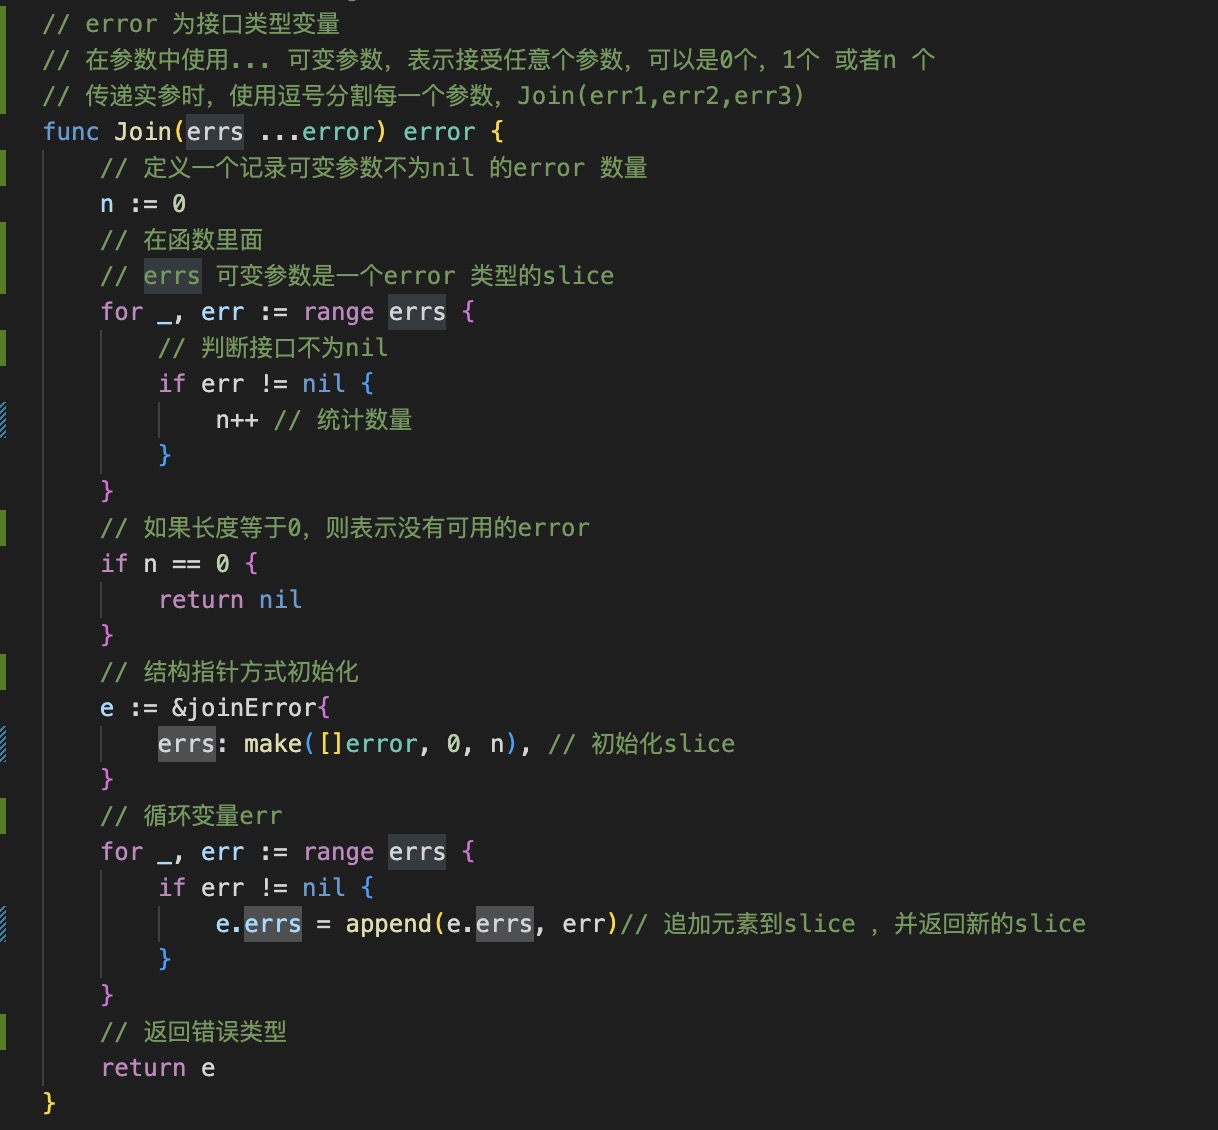 // error 为接口类型变量
// 在参数中使用... 可变参数，表示接受任意个参数，可以是0个，1个 或者n 个
// 传递实参时，使用逗号分割每一个参数，Join(err1,err2,err3)
func Join(errs ...error) error {
    // 定义一个记录可变参数不为nil 的error 数量
    n := 0
    // 在函数里面
    // errs 可变参数是一个error 类型的slice
    for _, err := range errs {
        // 判断接口不为nil
        if err != nil {
            n++ // 统计数量
        }
    }
    // 如果长度等于0，则表示没有可用的error
    if n == 0 {
        return nil
    }
    // 结构指针方式初始化
    e := &joinError{
        errs: make([]error, 0, n), // 初始化slice
    }
    // 循环变量err
    for _, err := range errs {
        if err != nil {
            e.errs = append(e.errs, err)// 追加元素到slice ，并返回新的slice
        }
    }
    // 返回错误类型
    return e
}